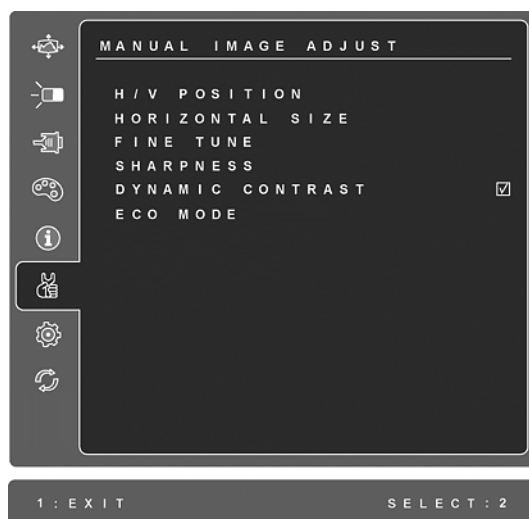 MANUAL IMAGE ADJUST
H/V POSITION
HORIZONTAL SIZE
FINE TUNE
SHARPNESS
DYNAMIC CONTRAST
ECO MODE
1:EXIT SELECT:2